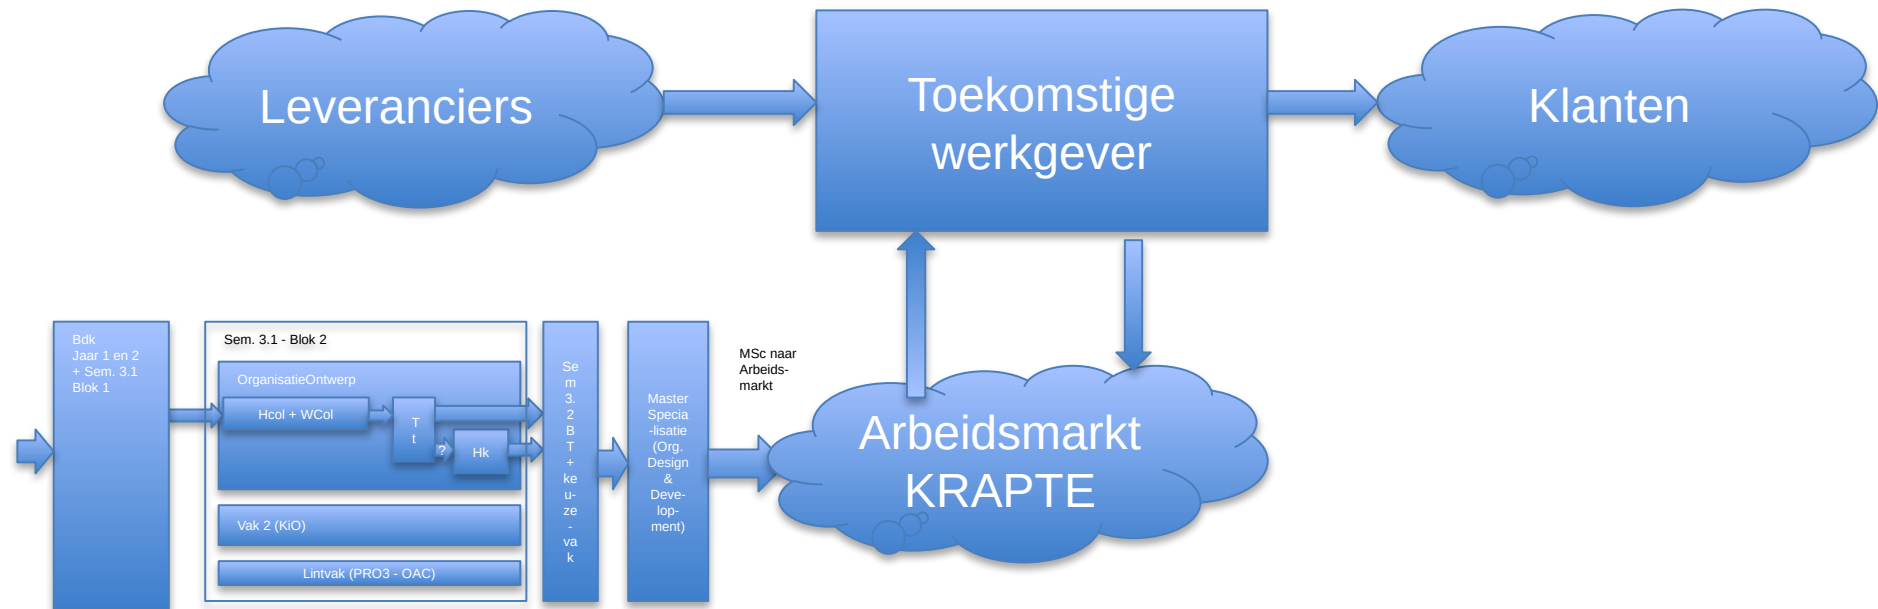 Leveranciers
Toekomstige
werkgever
Klanten
Bdk
Jaar 1 en 2
+ Sem. 3.1
Blok 1
Sem. 3.1 - Blok 2
OrganisatieOntwerp
Hcol + WCol
T
t
?
Hk
Vak 2 (KiO)
Lintvak (PRO3 - OAC)
Se
m
3.
2
B
T
+
ke
u-
ze
-
va
k
Master
Specia
-lisatie
(Org.
Design
&
Deve-
lop-
ment)
MSc naar
Arbeids-
markt
Arbeidsmarkt
KRAPTE